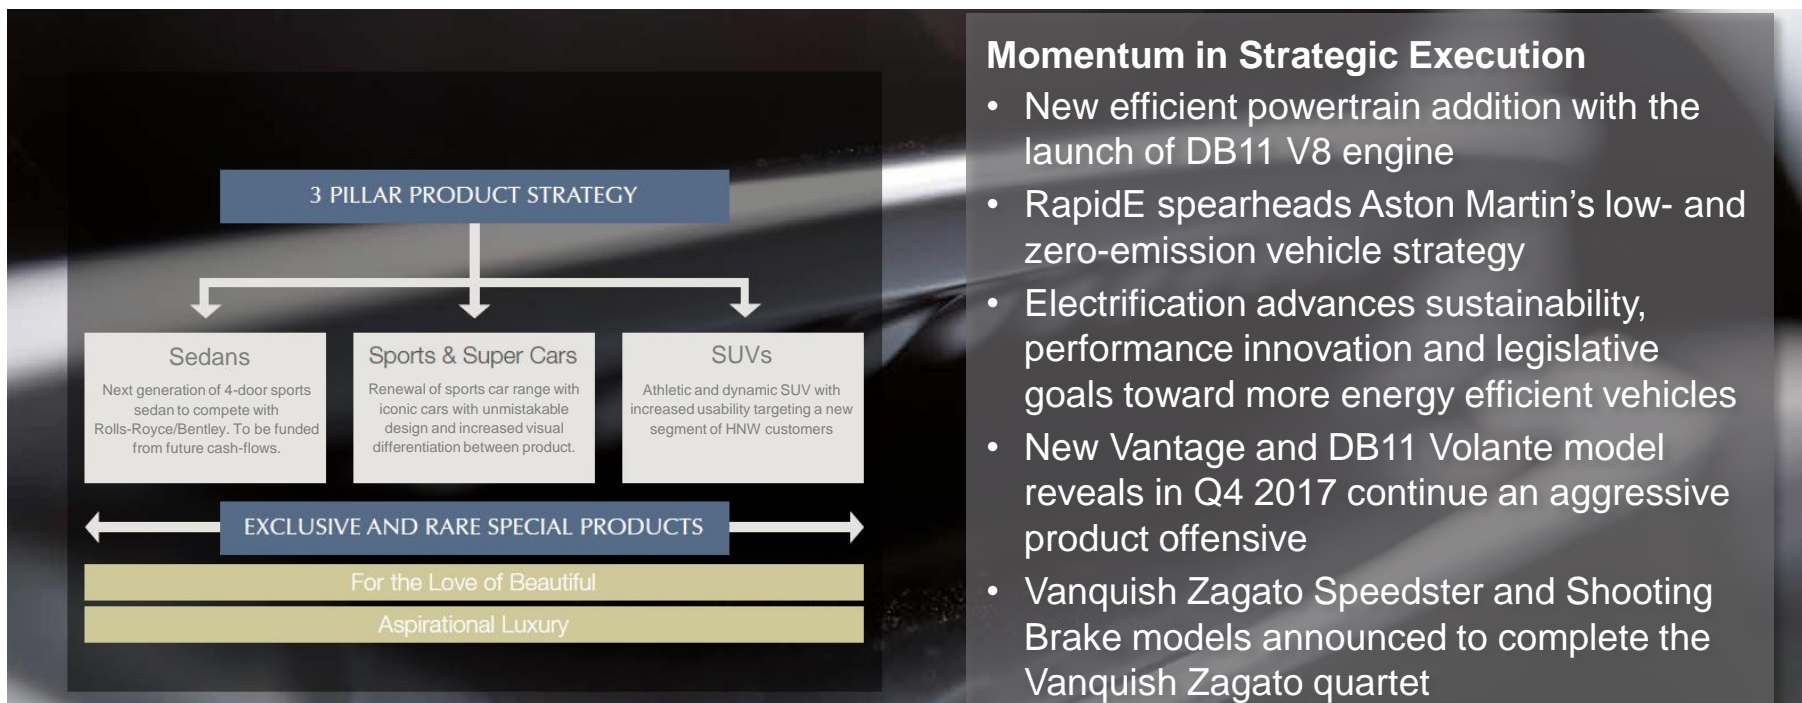 3 PILLAR PRODUCT STRATEGY
Sedans
Next generation of 4-door sports
sedan to compete with
Rolls-Royce/Bentley. To be funded
from future cash-flows.
Sports & Super Cars
Renewal of sports car range with
iconic cars with unmistakable
design and increased visual
differentiation between product.
SUVs
Athletic and dynamic SUV with
increased usability targeting a new
segment of HNW customers
EXCLUSIVE AND RARE SPECIAL PRODUCTS
For the Love of Beautiful
Aspirational Luxury
Momentum in Strategic Execution
• New efficient powertrain addition with the
launch of DB11 V8 engine
• RapidE spearheads Aston Martin's low- and
zero-emission vehicle strategy
• Electrification advances sustainability,
performance innovation and legislative
goals toward more energy efficient vehicles
• New Vantage and DB11 Volante model
reveals in Q4 2017 continue an aggressive
product offensive
• Vanquish Zagato Speedster and Shooting
Brake models announced to complete the
Vanquish Zagato quartet